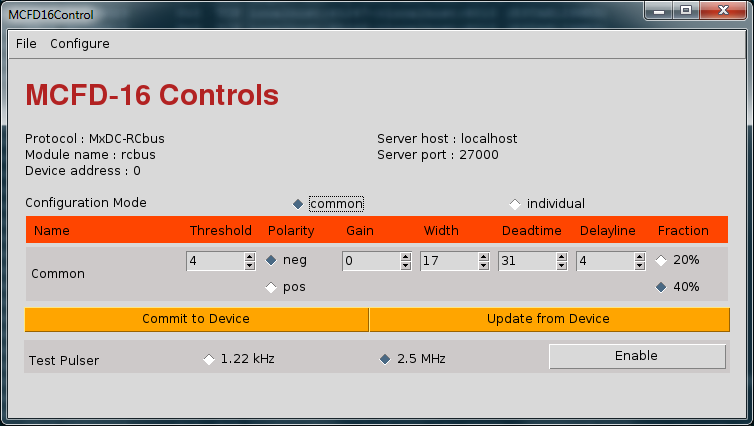 MCFD16Control
File Configure
MCFD-16 Controls
Protocol : MxDC-RCbus Server host : localhost
Module name : rcbus Server port : 27000
Device address : 0
Configuration Mode common individual
Name Threshold Polarity Gain Width Deadtime Delayline Fraction
Common 4 neg 0 17 31 4 20%
pos 40%
Commit to Device Update from Device
Test Pulser 1.22 kHz 2.5 MHz Enable